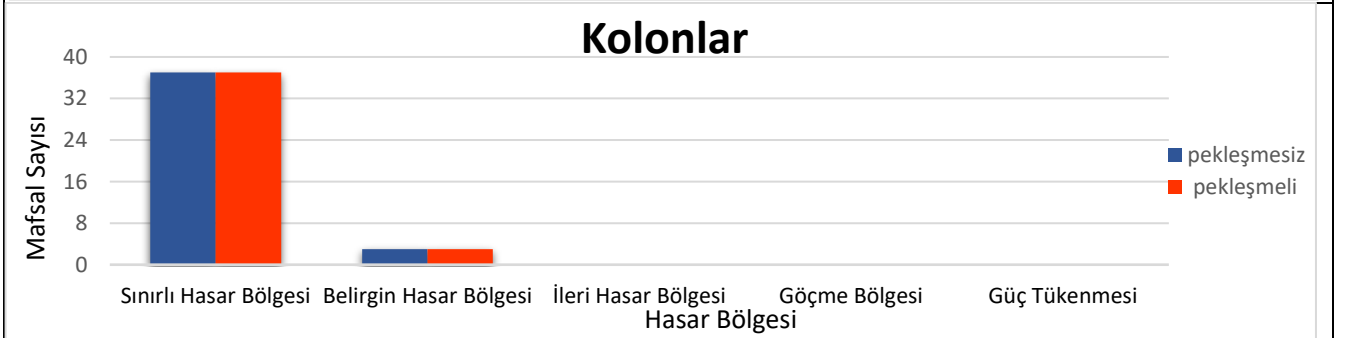 Kolonlar
40
32
24
16
8
0
Mafsal Sayısı
Sınırlı Hasar Bölgesi Belirgin Hasar Bölgesi İleri Hasar Bölgesi Göçme Bölgesi Güç Tükenmesi
Hasar Bölgesi
pekleşmesiz
pekleşmeli